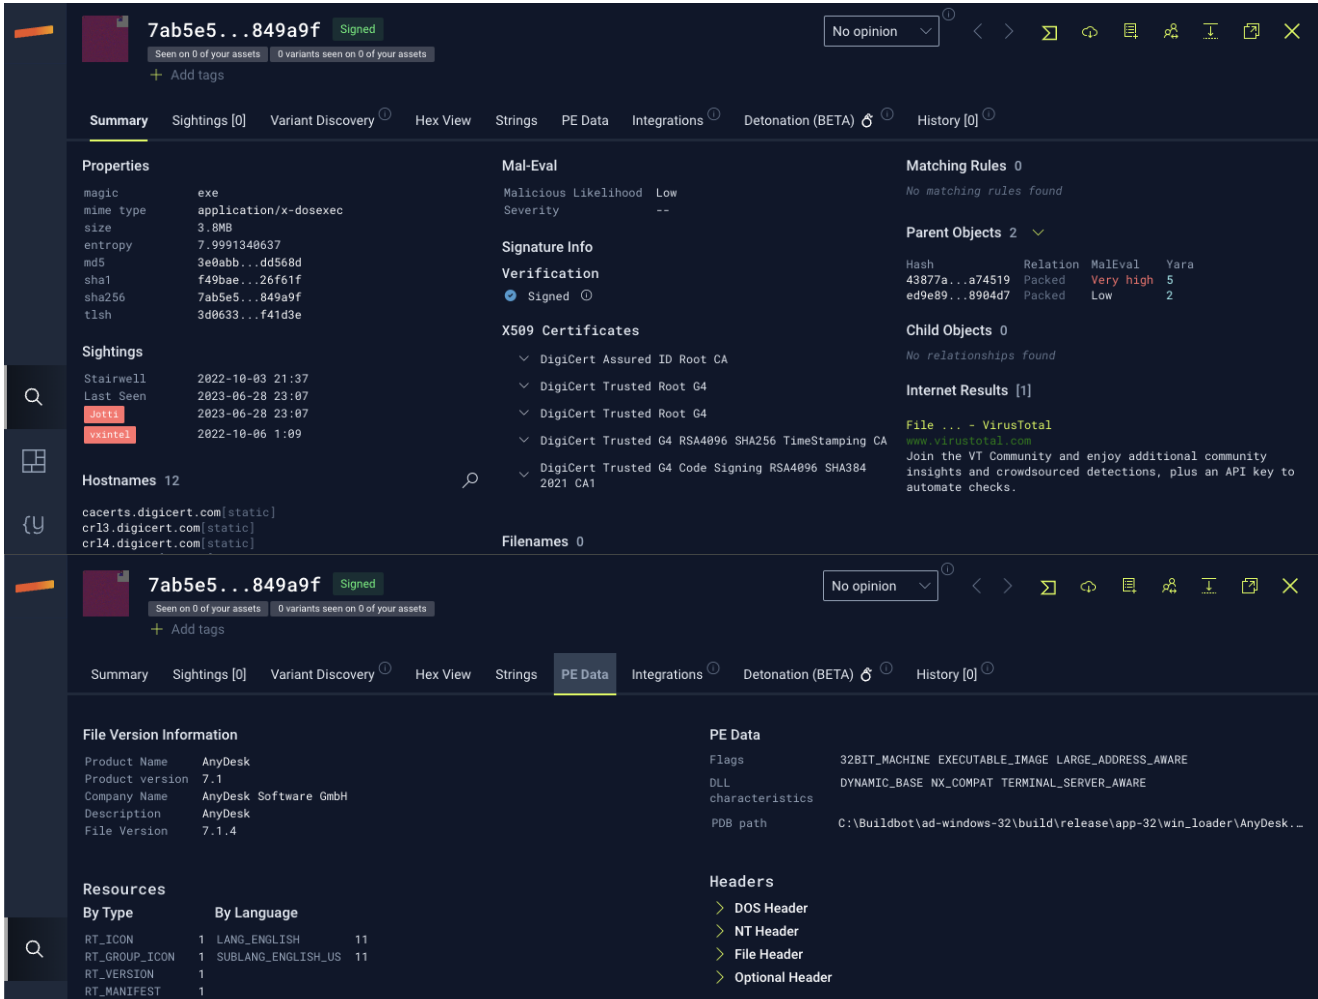 7ab5e5...849a9f Signed
No opinion
Seen on 0 of your assets 0 variants seen on 0 of your assets
+ Add tags
Summary Sightings [0] Variant Discovery Hex View Strings PE Data Integrations Detonation (BETA) History [0]
Properties
magic exe
mime type application/x-dosexec
size 3.8MB
entropy 7.9991340637
md5 3e0abb...dd568d
sha1 f49bae...26f61f
sha256 7ab5e5...849a9f
tlsh 3d0633...f41d3e
Sightings
Stairwell 2022-10-03 21:37
Last Seen 2023-06-28 23:07
Jotti 2023-06-28 23:07
vxintel 2022-10-06 1:09
Hostnames 12
cacerts.digicert.com[static]
crl3.digicert.com[static]
crl4.digicert.com[static]
Mal-Eval
Malicious Likelihood Low
Severity --
Signature Info
Verification
Signed
X509 Certificates
DigiCert Assured ID Root CA
DigiCert Trusted Root G4
DigiCert Trusted Root G4
DigiCert Trusted G4 RSA4096 SHA256 TimeStamping CA
DigiCert Trusted G4 Code Signing RSA4096 SHA384
2021 CA1
Filenames 0
Matching Rules 0
No matching rules found
Parent Objects 2
Hash Relation MalEval Yara
43877a...a74519 Packed Very high 5
ed9e89...8904d7 Packed Low 2
Child Objects 0
No relationships found
Internet Results [1]
File ... - VirusTotal
www.virustotal.com
Join the VT Community and enjoy additional community
insights and crowdsourced detections, plus an API key to
automate checks.
{y
7ab5e5...849a9f Signed
No opinion
Seen on 0 of your assets 0 variants seen on 0 of your assets
+ Add tags
Summary Sightings [0] Variant Discovery Hex View Strings PE Data Integrations Detonation (BETA) History [0]
File Version Information
Product Name AnyDesk
Product version 7.1
Company Name AnyDesk Software GmbH
Description AnyDesk
File Version 7.1.4
Resources
By Type By Language
RT_ICON 1 LANG_ENGLISH 11
RT_GROUP_ICON 1 SUBLANG_ENGLISH_US 11
RT_VERSION 1
RT_MANIFEST 1
PE Data
Flags 32BIT_MACHINE EXECUTABLE_IMAGE LARGE_ADDRESS_AWARE
DLL DYNAMIC_BASE NX_COMPAT TERMINAL_SERVER_AWARE
characteristics
PDB path C:\Buildbot\ad-windows-32\build\release\app-32\win_loader\AnyDesk.…
Headers
DOS Header
NT Header
File Header
Optional Header